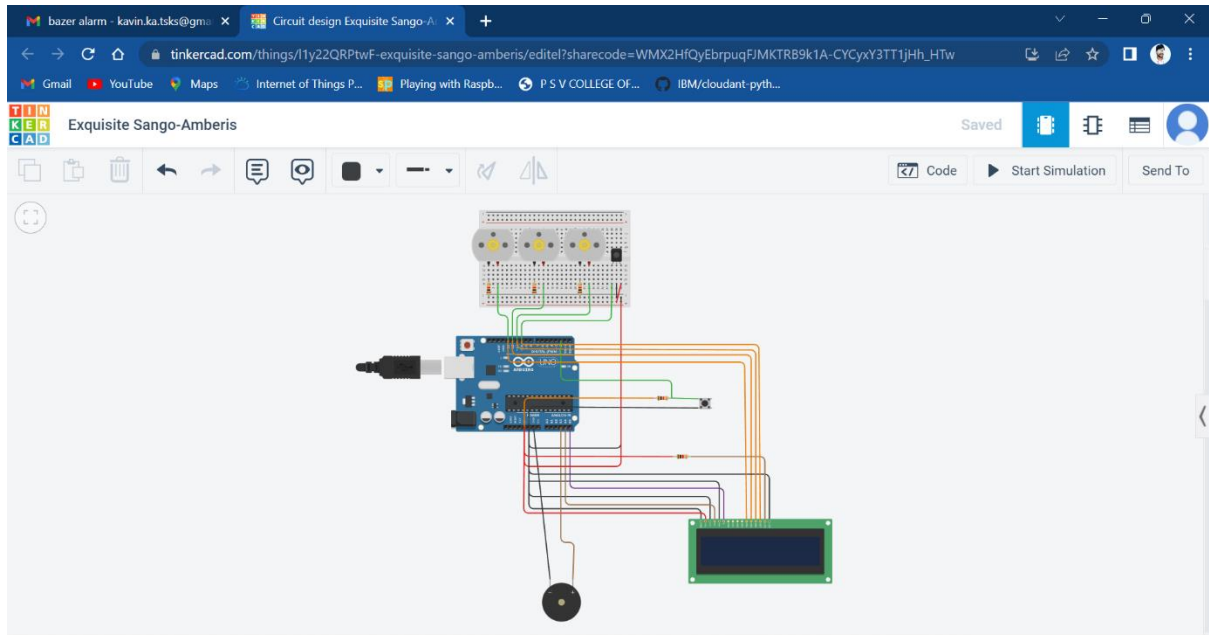 bazer alarm - kavin.ka.tsks@gma
Circuit design Exquisite Sango-A
tinkercad.com/things/l1y22QRPtwF-exquisite-sango-amberis/editel?sharecode=WMX2HfQyEbrpuqFJMKTRB9k1A-CYCyxY3TT1jHh_HTw
Gmail YouTube Maps Internet of Things P... Playing with Raspb... P S V COLLEGE OF... IBM/cloudant-pyth...
TIN
KER
CAD
Exquisite Sango-Amberis
Saved
Code
Start Simulation
Send To
UNO
ARDUINO